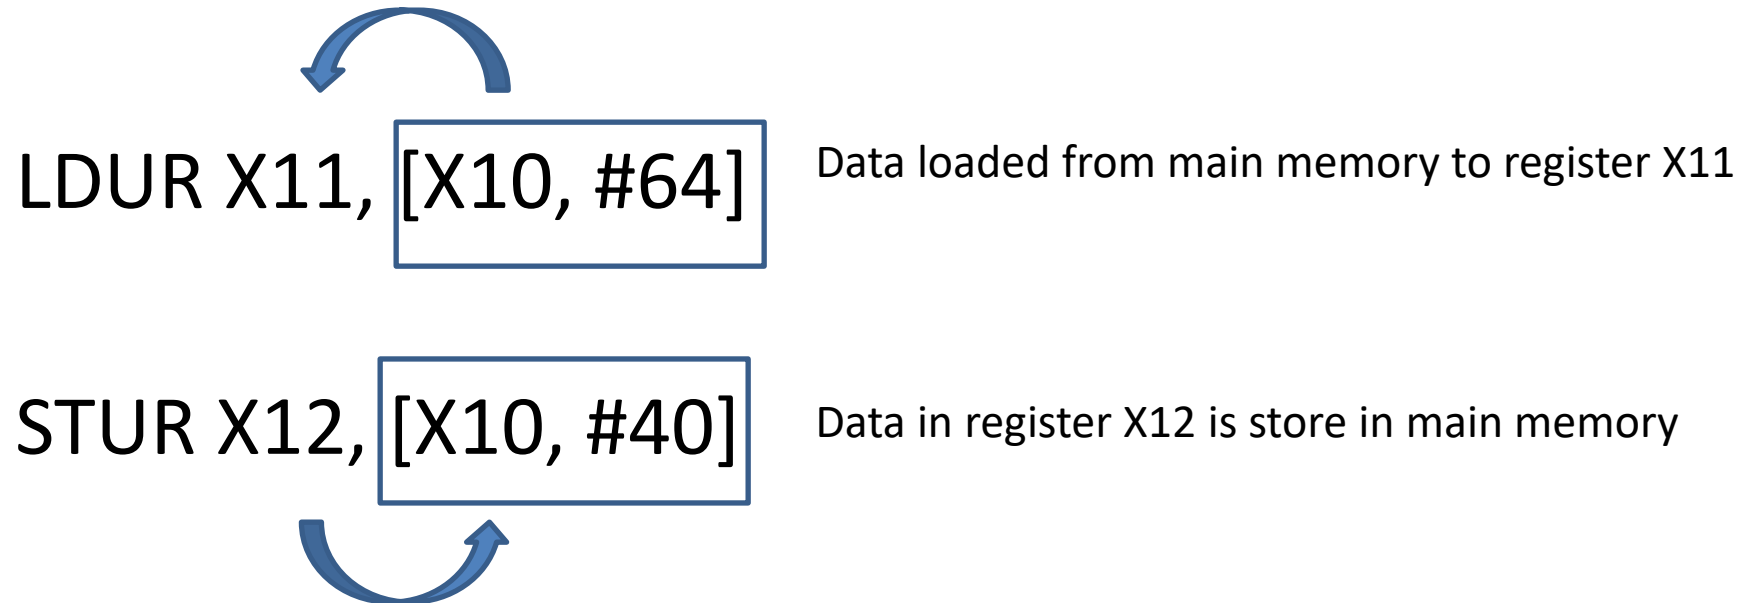 LDUR X11, [X10, #64]
Data loaded from main memory to register X11
STUR X12, [X10, #40]
Data in register X12 is store in main memory